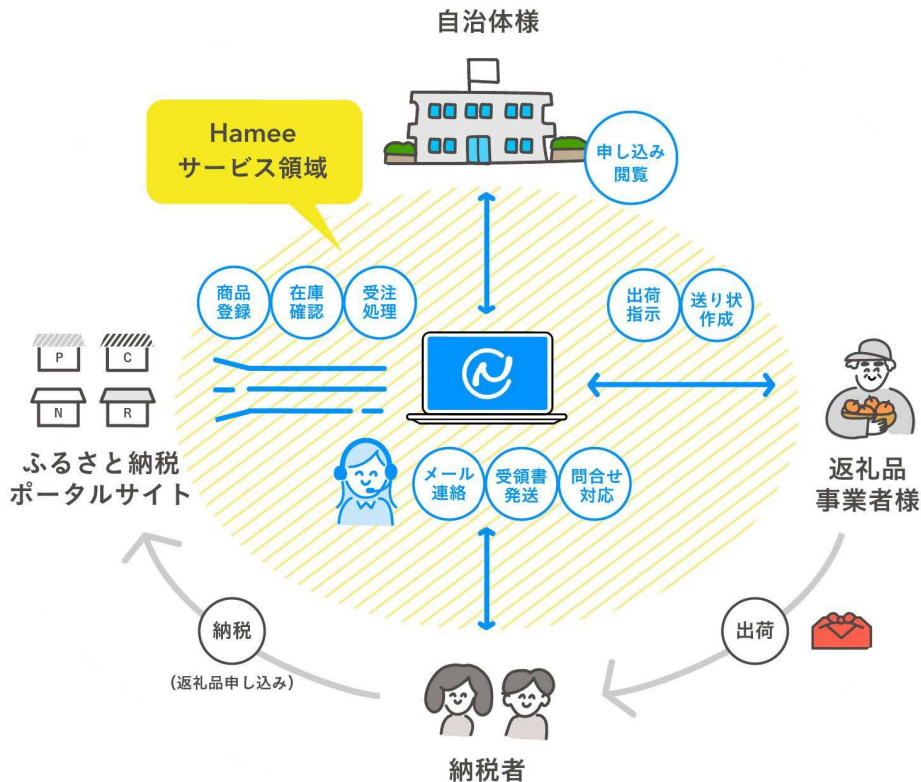 自治体様
Hamee
サービス領域
申し込み
閲覧
商品
登録
在庫
確認
受注
処理
出荷
指示
送り状
作成
P
C
N
R
ふるさと納税
ポータルサイト
メール
連絡
受領書
発送
問合せ
対応
返礼品
事業者様
納税
(返礼品申し込み)
出荷
納税者